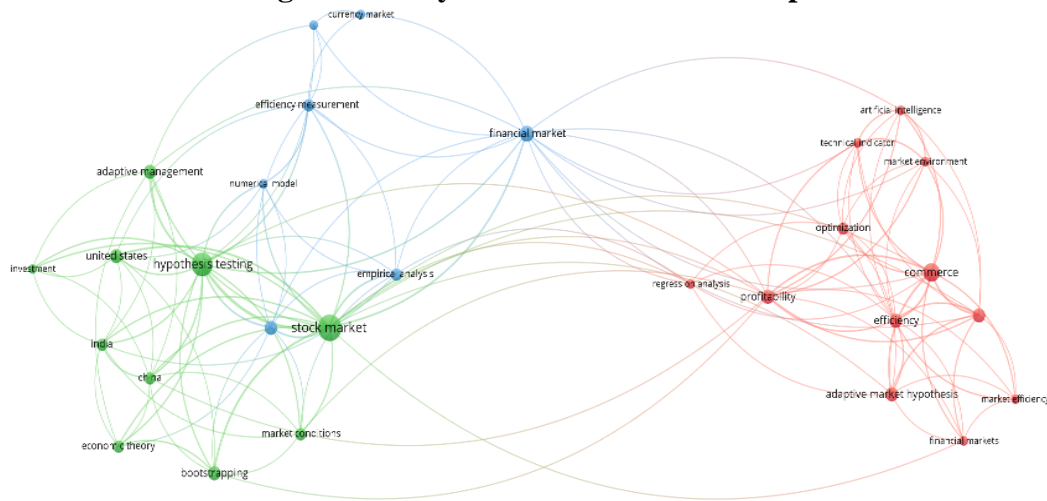 currency market
efficiency measurement
financial market
artificial intelligence
technical indicator
market environment
adaptive management
numerical model
optimization
united states
hypothesis testing
investment
empirical analysis
commerce
regression analysis
profitability
efficiency
stock market
india
china
adaptive market hypothesis
market efficiency
market conditions
financial markets
economic theory
bootstrapping